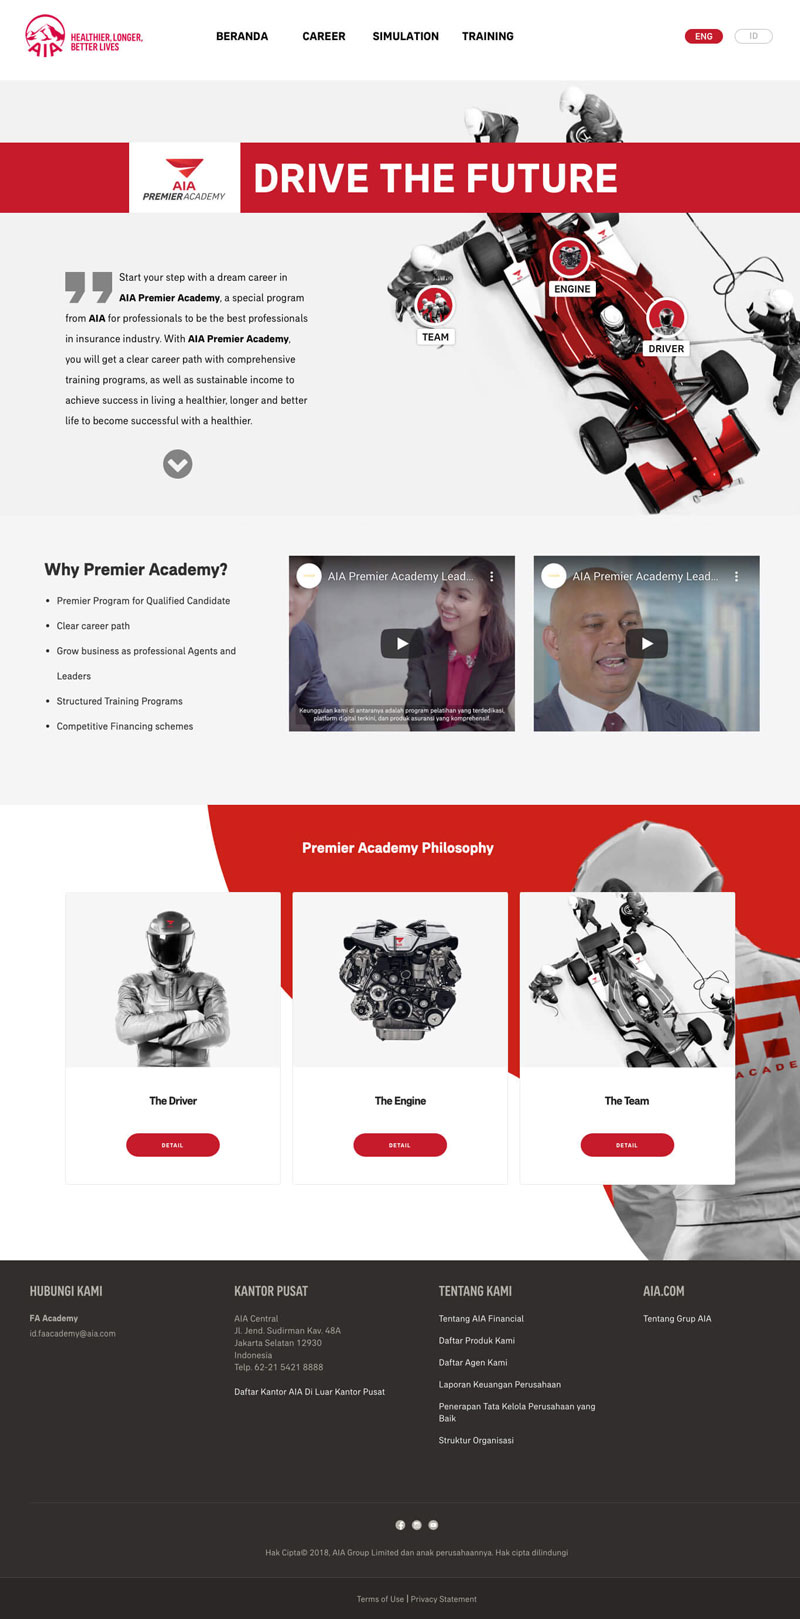 HEALTHIER, LONGER,
BETTER LIVES
AIA
BERANDA
CAREER
SIMULATION
TRAINING
ENG
ID
AIA
PREMIER ACADEMY
DRIVE THE FUTURE
Start your step with a dream career in
AIA Premier Academy, a special program
from AIA for professionals to be the best professionals
in insurance industry. With AIA Premier Academy,
you will get a clear career path with comprehensive
training programs, as well as sustainable income to
achieve success in living a healthier, longer and better
life to become successful with a healthier.
TEAM
ENGINE
DRIVER
Why Premier Academy?
• Premier Program for Qualified Candidate
• Clear career path
• Grow business as professional Agents and
Leaders
• Structured Training Programs
• Competitive Financing schemes
AIA Premier Academy Lead...
Keunggulan kami di antaranya adalah program pelatihan yang terdedikasi,
platform digital terkini, dan produk asuransi yang komprehensif.
AIA Premier Academy Lead...
Premier Academy Philosophy
ACADE
The Driver
DETAIL
The Engine
DETAIL
The Team
DETAIL
HUBUNGI KAMI
FA Academy
id.faacademy@aia.com
KANTOR PUSAT
AIA Central
Jl. Jend. Sudirman Kav. 48A
Jakarta Selatan 12930
Indonesia
Telp. 62-21 5421 8888
Daftar Kantor AIA Di Luar Kantor Pusat
TENTANG KAMI
Tentang AIA Financial
Daftar Produk Kami
Daftar Agen Kami
Laporan Keuangan Perusahaan
Penerapan Tata Kelola Perusahaan yang
Baik
Struktur Organisasi
AIA.COM
Tentang Grup AIA
Hak Cipta© 2018, AIA Group Limited dan anak perusahaannya. Hak cipta dilindungi
Terms of Use | Privacy Statement